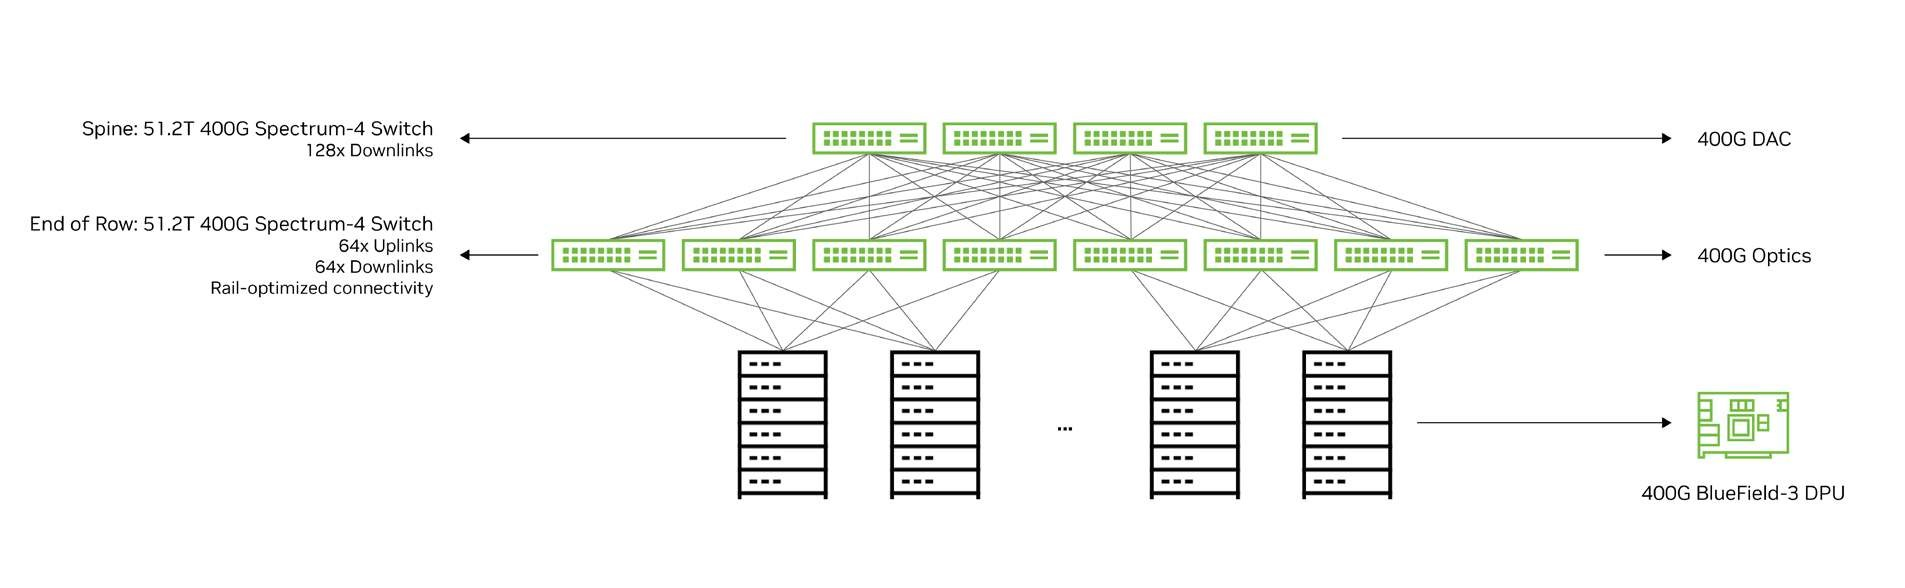 Spine: 51.2T 400G Spectrum-4 Switch
128x Downlinks
400G DAC
End of Row: 51.2T 400G Spectrum-4 Switch
64x Uplinks
64x Downlinks
Rail-optimized connectivity
400G Optics
...
400G BlueField-3 DPU